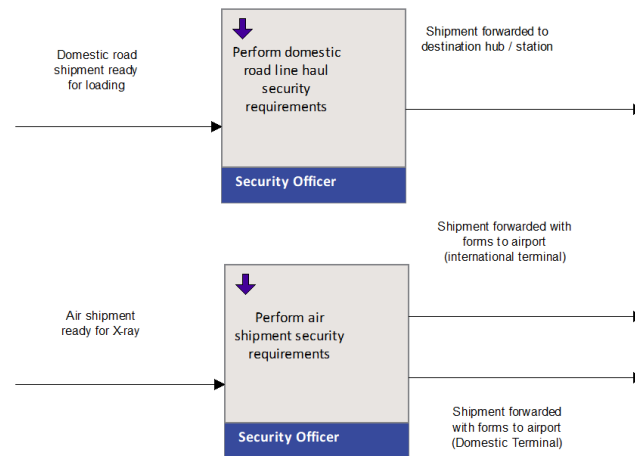 Domestic road
shipment ready
for loading
Perform domestic
road line haul
security
requirements
Security Officer
Shipment forwarded to
destination hub / station
Air shipment
ready for X-ray
Perform air
shipment security
requirements
Security Officer
Shipment forwarded with
forms to airport
(international terminal)
Shipment forwarded
with forms to airport
(Domestic Terminal)